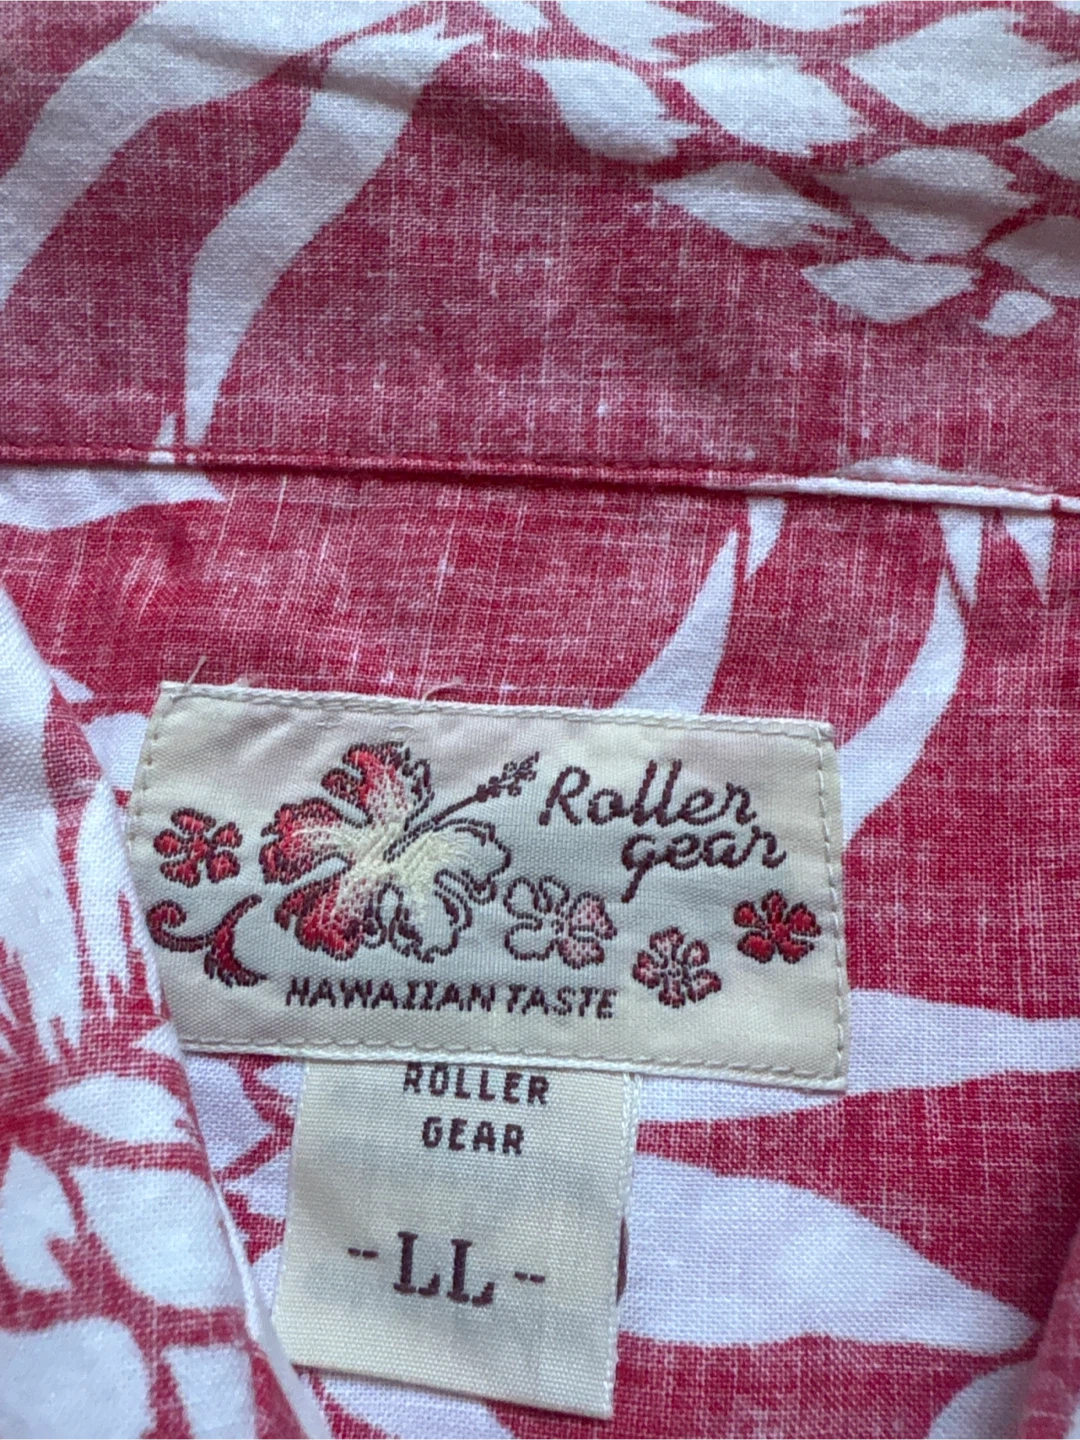 Roller
gear
HAWAIIAN TASTE
ROLLER
GEAR
-LL-